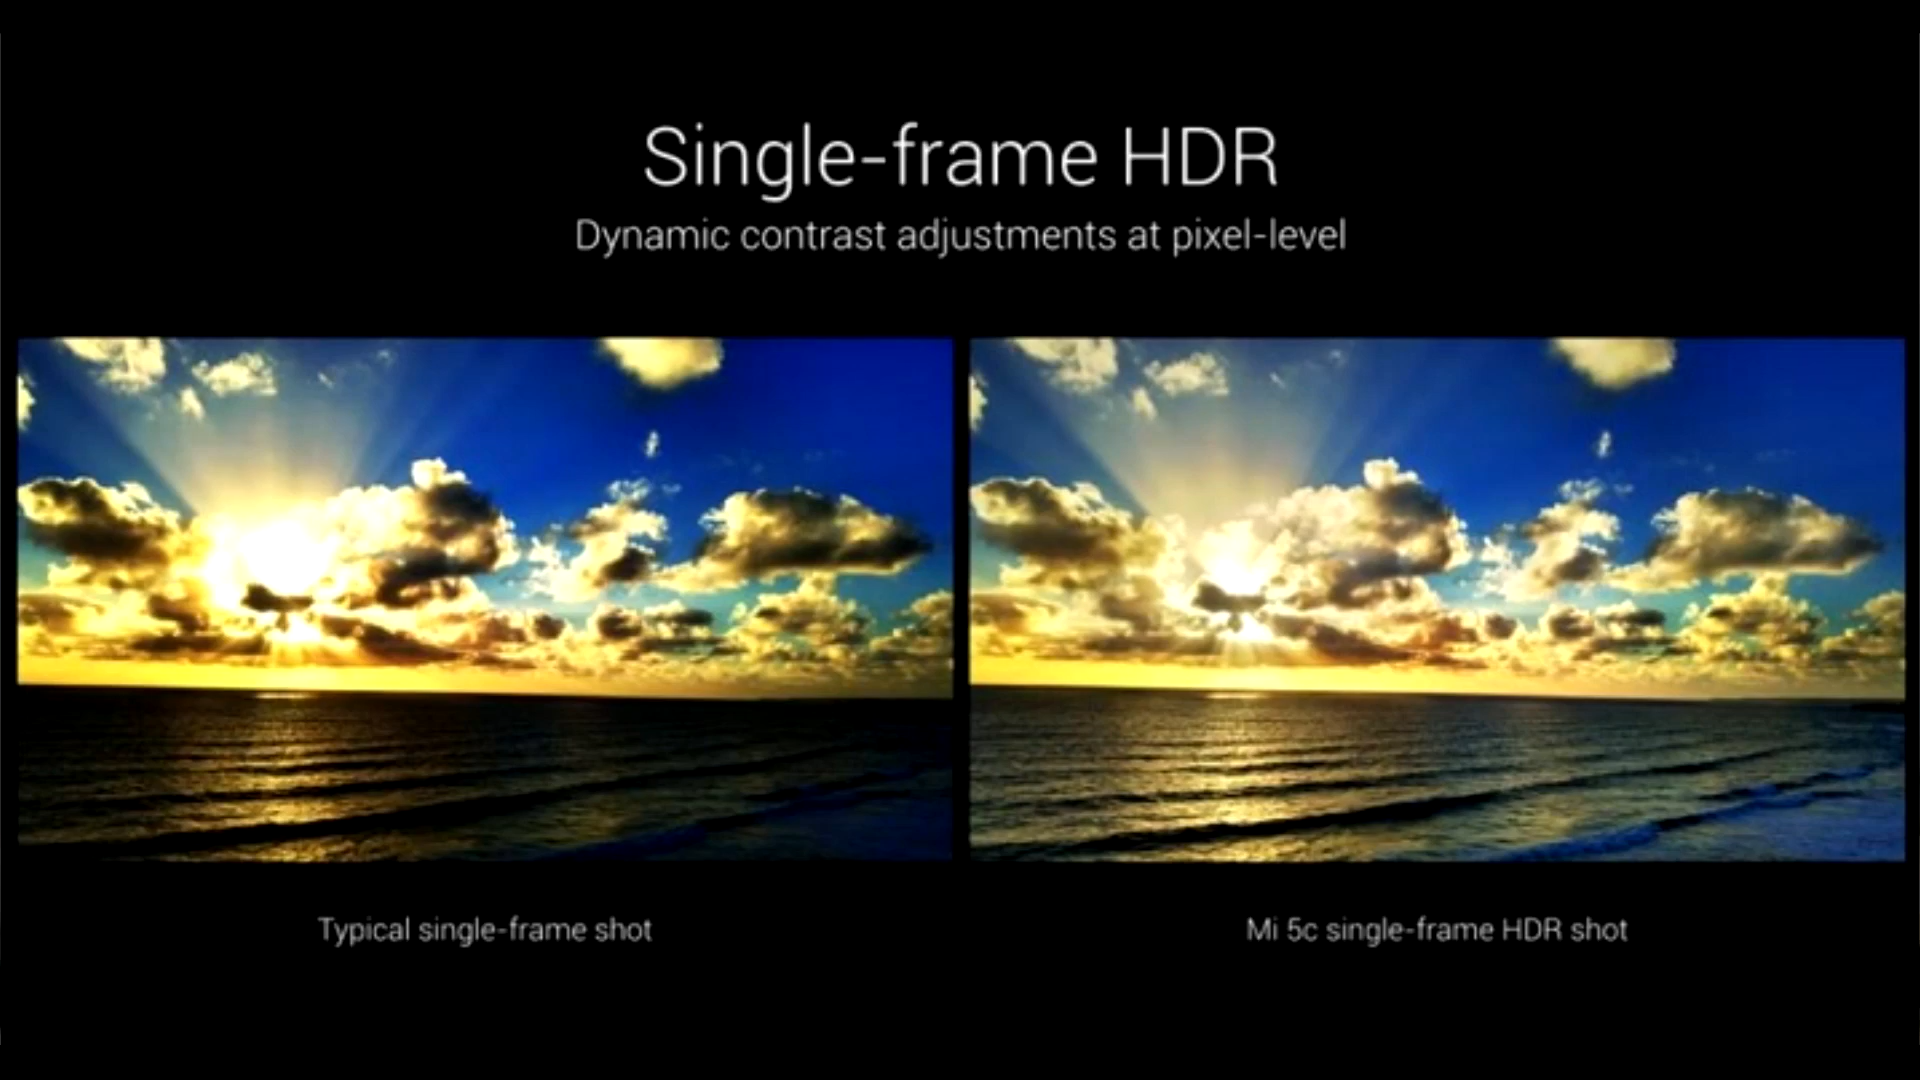 Single-frame HDR
Dynamic contrast adjustments at pixel-level
Typical single-frame shot
Mi 5c single-frame HDR shot